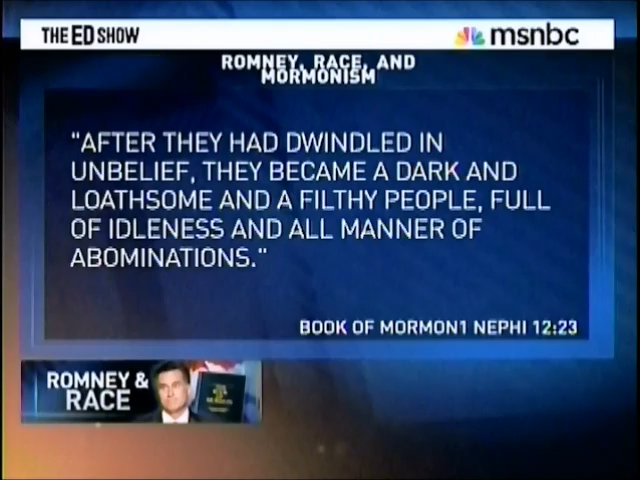 THE ED SHOW
msnbc
ROMNEY, RACE, AND
MORMONISM
"AFTER THEY HAD DWINDLED IN
UNBELIEF, THEY BECAME A DARK AND
LOATHSOME AND A FILTHY PEOPLE, FULL
OF IDLENESS AND ALL MANNER OF
ABOMINATIONS."
BOOK OF MORMON1 NEPHI 12:23
ROMNEY &
RACE